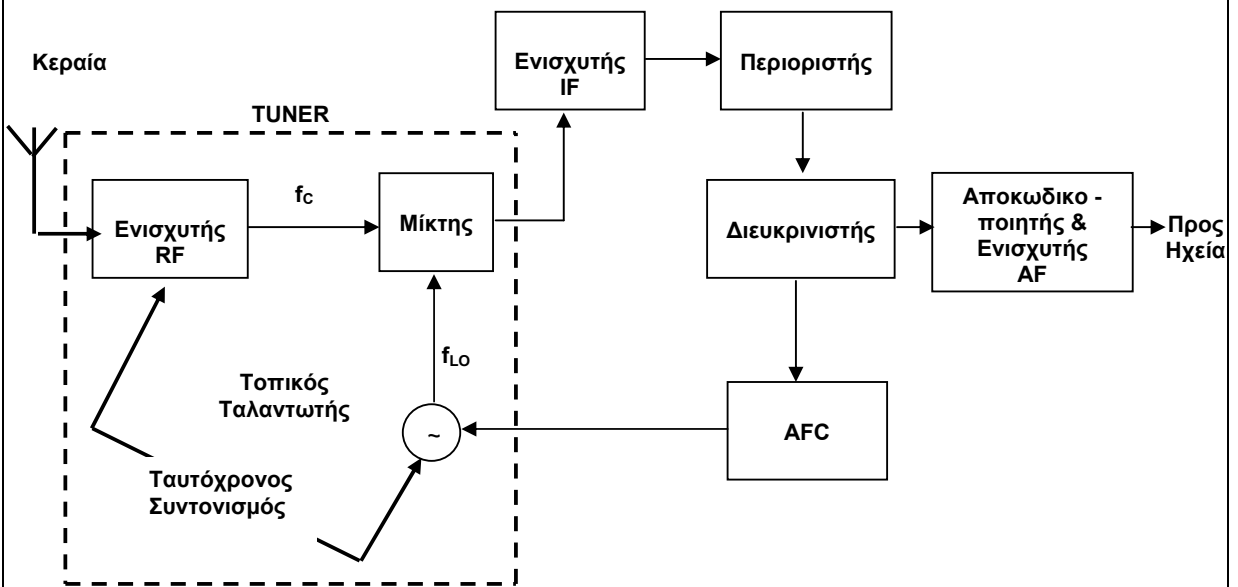 Κεραία
TUNER
Ενισχυτής
RF
fC
Μίκτης
fLO
Τοπικός
Ταλαντωτής
~
Ταυτόχρονος
Συντονισμός
Ενισχυτής
IF
Περιοριστής
Διευκρινιστής
Αποκωδικο -
ποιητής &
Ενισχυτής
AF
Προς
Ηχεία
AFC